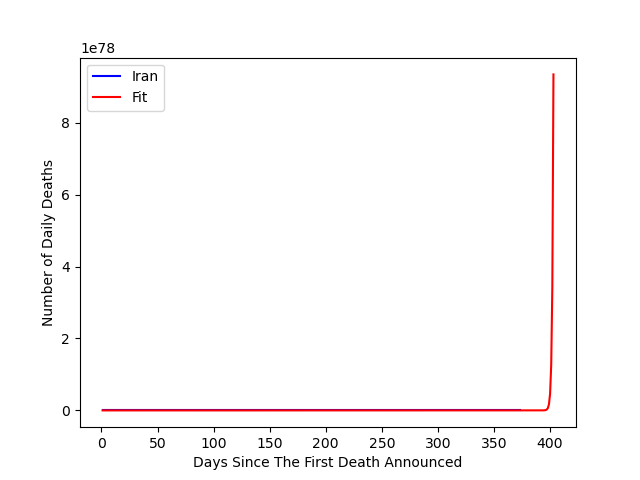 1e78
Iran
Fit
8
6
4
2
0
Number of Daily Deaths
0 50 100 150 200 250 300 350 400
Days Since The First Death Announced